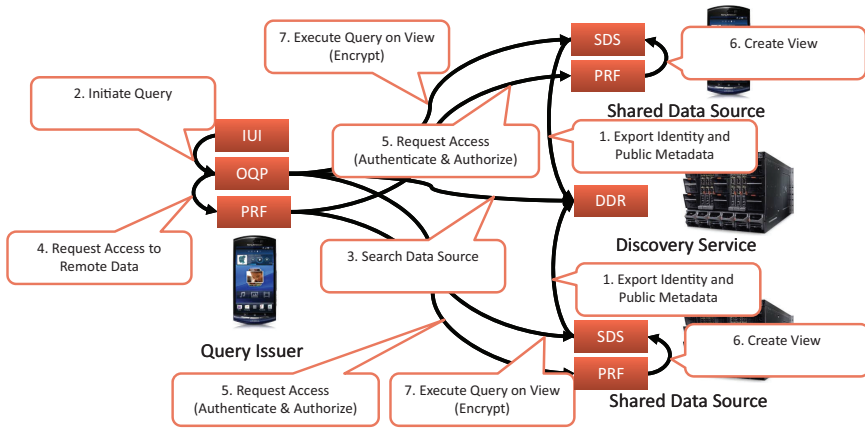 7. Execute Query on View
(Encrypt)
SDS
6. Create View
PRF
2. Initiate Query
Shared Data Source
5. Request Access
(Authenticate & Authorize)
1. Export Identity and
Public Metadata
IUI
OQP
PRF
DDR
4. Request Access to
Remote Data
3. Search Data Source
Discovery Service
1. Export Identity and
Public Metadata
Query Issuer
SDS
6. Create View
PRF
5. Request Access
(Authenticate & Authorize)
7. Execute Query on View
(Encrypt)
Shared Data Source